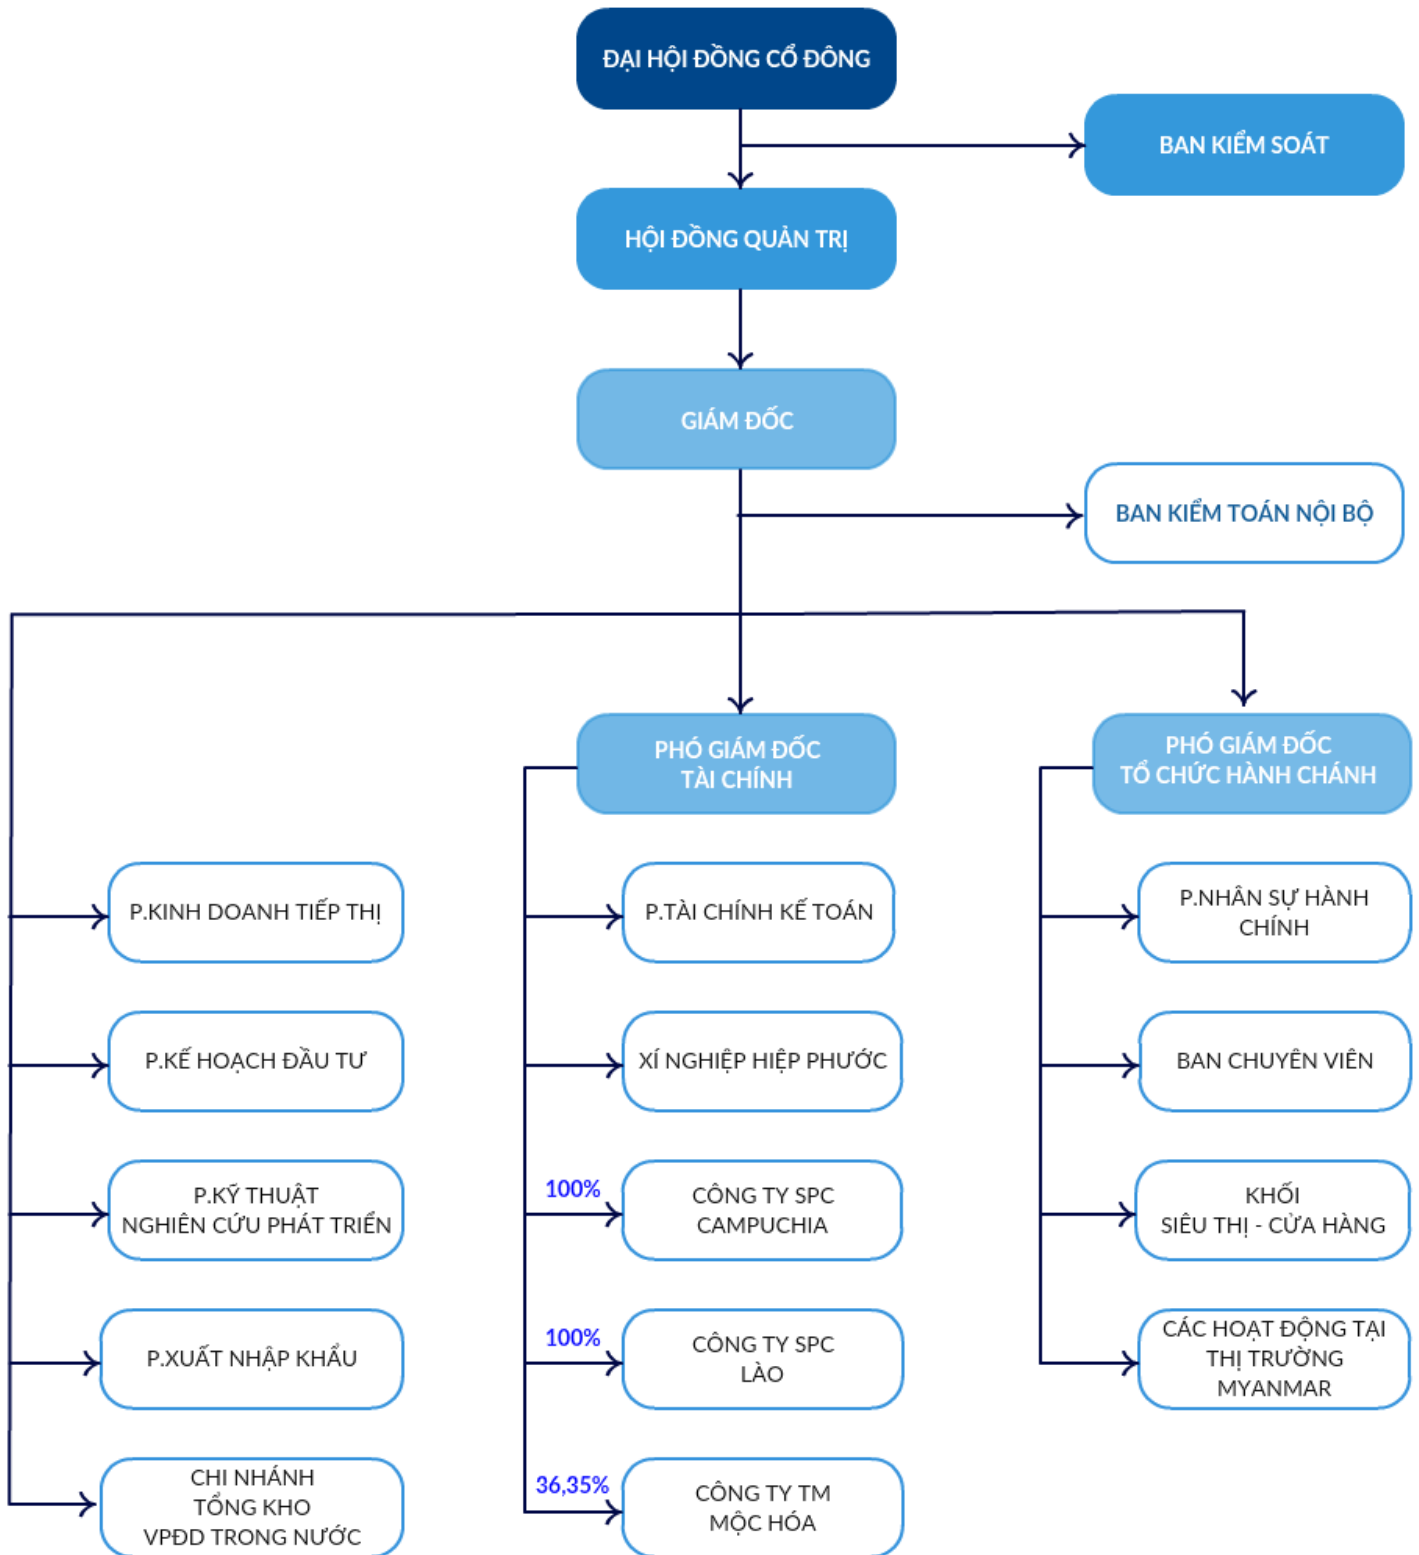 ĐẠI HỘI ĐỒNG CỔ ĐÔNG
BAN KIỂM SOÁT
HỘI ĐỒNG QUẢN TRỊ
GIÁM ĐỐC
BAN KIỂM TOÁN NỘI BỘ
PHÓ GIÁM ĐỐC
TÀI CHÍNH
PHÓ GIÁM ĐỐC
TỔ CHỨC HÀNH CHÁNH
P.KINH DOANH TIẾP THỊ
P.KẾ HOẠCH ĐẦU TƯ
P.KỸ THUẬT
NGHIÊN CỨU PHÁT TRIỂN
P.XUẤT NHẬP KHẨU
CHI NHÁNH
TỔNG KHO
VPĐD TRONG NƯỚC
P.TÀI CHÍNH KẾ TOÁN
XÍ NGHIỆP HIỆP PHƯỚC
100%
CÔNG TY SPC
CAMPUCHIA
100%
CÔNG TY SPC
LÀO
36,35%
CÔNG TY TM
MỘC HÓA
P.NHÂN SỰ HÀNH
CHÍNH
BAN CHUYÊN VIÊN
KHỐI
SIÊU THỊ - CỬA HÀNG
CÁC HOẠT ĐỘNG TẠI
THỊ TRƯỜNG
MYANMAR